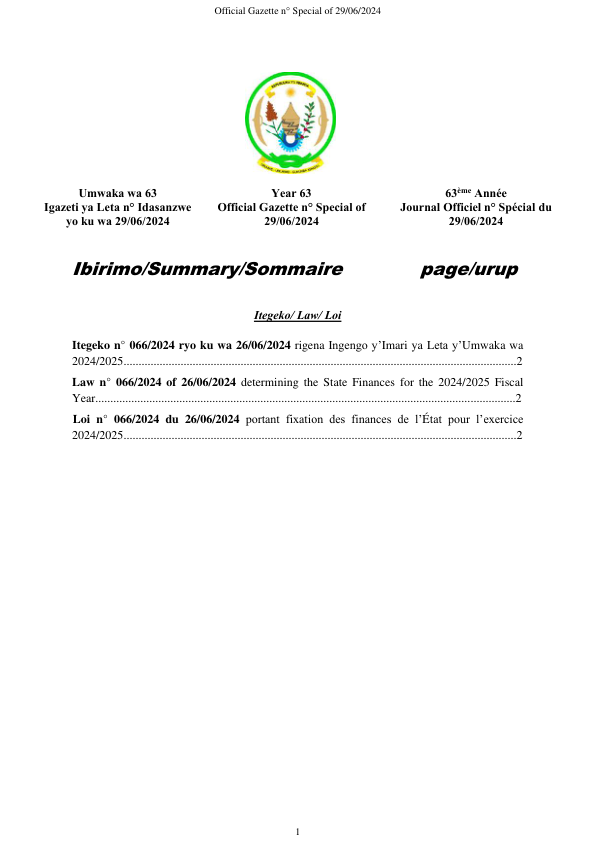 Official Gazette n° Special of 29/06/2024
Umwaka wa 63
Igazeti ya Leta n° Idasanzwe
yo ku wa 29/06/2024
Year 63
Official Gazette n° Special of
29/06/2024
63ème Année
Journal Officiel n° Spécial du
29/06/2024
Ibirimo/Summary/Sommaire page/urup
Itegeko/ Law/ Loi
Itegeko n° 066/2024 ryo ku wa 26/06/2024 rigena Ingengo y’Imari ya Leta y’Umwaka wa
2024/2025....................................................................................................................................2
Law n° 066/2024 of 26/06/2024 determining the State Finances for the 2024/2025 Fiscal
Year.............................................................................................................................................2
Loi n° 066/2024 du 26/06/2024 portant fixation des finances de l’État pour l’exercice
2024/2025....................................................................................................................................2
1